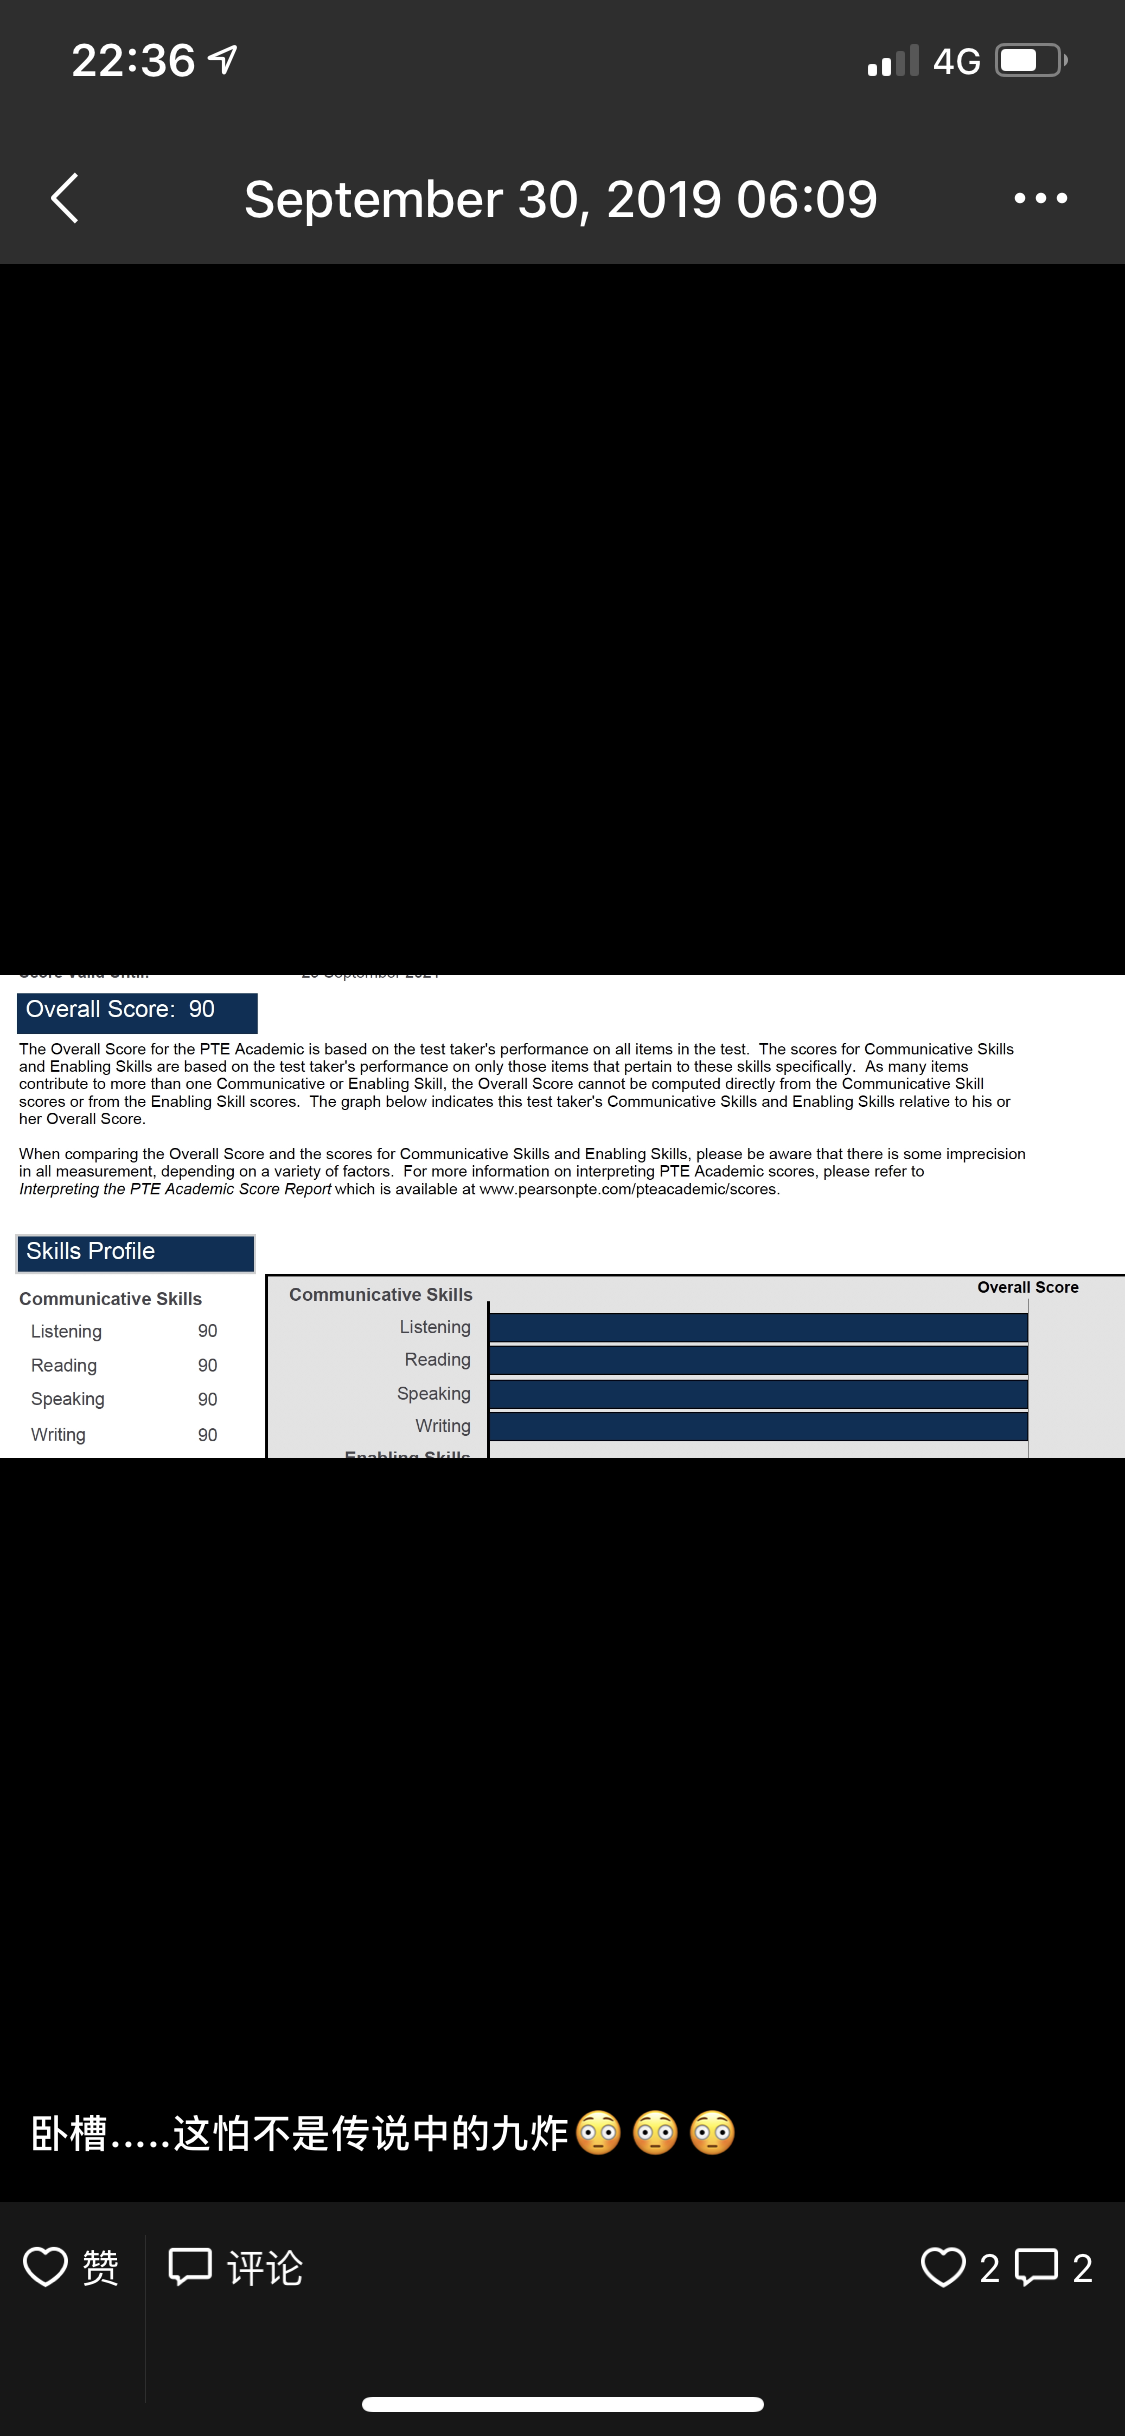 22:36
4G
September 30, 2019 06:09
Score Valid Until:
Overall Score: 90
The Overall Score for the PTE Academic is based on the test taker's performance on all items in the test. The scores for Communicative Skills
and Enabling Skills are based on the test taker's performance on only those items that pertain to these skills specifically. As many items
contribute to more than one Communicative or Enabling Skill, the Overall Score cannot be computed directly from the Communicative Skill
scores or from the Enabling Skill scores. The graph below indicates this test taker's Communicative Skills and Enabling Skills relative to his or
her Overall Score.
When comparing the Overall Score and the scores for Communicative Skills and Enabling Skills, please be aware that there is some imprecision
in all measurement, depending on a variety of factors. For more information on interpreting PTE Academic scores, please refer to
Interpreting the PTE Academic Score Report which is available at www.pearsonpte.com/pteacademic/scores.
Skills Profile
Communicative Skills
Listening 90
Reading 90
Speaking 90
Writing 90
Overall Score
Communicative Skills
Listening
Reading
Speaking
Writing
Enabling Skills
卧槽.....这怕不是传说中的九炸😳😳😳
赞 评论 2 2